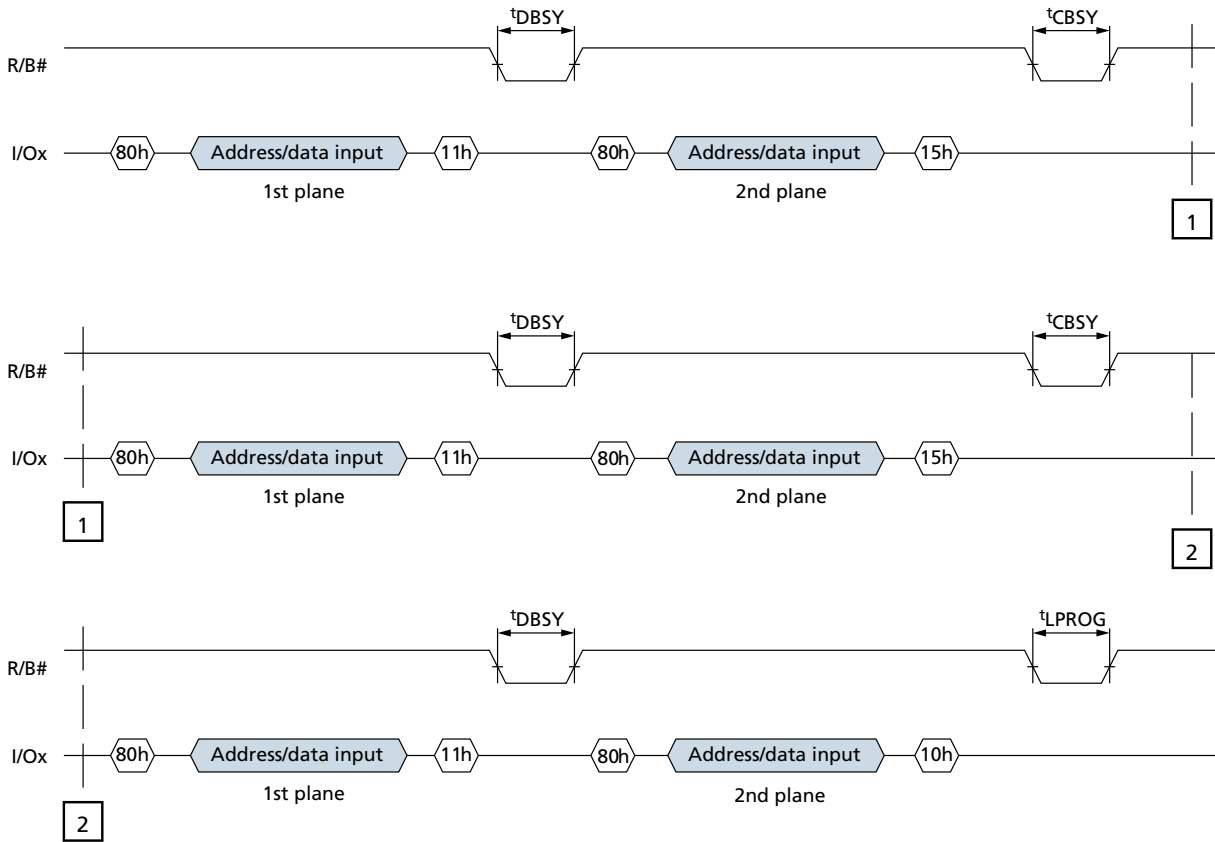 tDBSY tCBSY
R/B#
I/Ox 80h Address/data input 11h 80h Address/data input 15h
1st plane 2nd plane
1
tDBSY tCBSY
R/B#
I/Ox 80h Address/data input 11h 80h Address/data input 15h
1st plane 2nd plane
1
2
tDBSY tLPROG
R/B#
I/Ox 80h Address/data input 11h 80h Address/data input 10h
1st plane 2nd plane
2